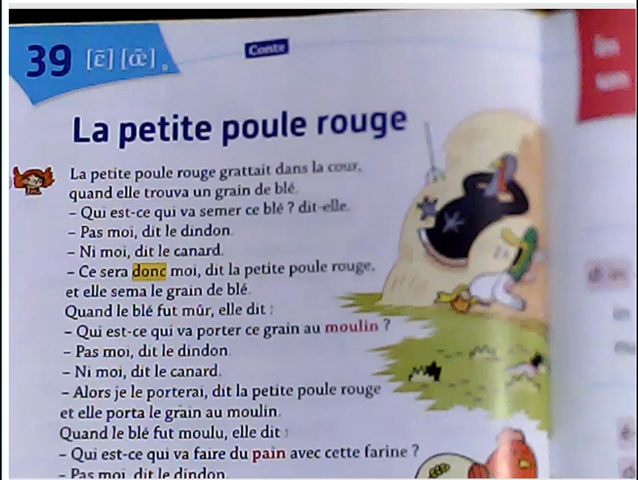 39 [ɛ̃] [œ̃]
Conte
La petite poule rouge
La petite poule rouge grattait dans la cour,
quand elle trouva un grain de blé.
– Qui est-ce qui va semer ce blé ? dit-elle.
– Pas moi, dit le dindon.
– Ni moi, dit le canard.
– Ce sera donc moi, dit la petite poule rouge,
et elle sema le grain de blé.
Quand le blé fut mûr, elle dit :
– Qui est-ce qui va porter ce grain au moulin ?
– Pas moi, dit le dindon.
– Ni moi, dit le canard.
– Alors je le porterai, dit la petite poule rouge
et elle porta le grain au moulin.
Quand le blé fut moulu, elle dit :
– Qui est-ce qui va faire du pain avec cette farine ?
– Pas moi, dit le dindon.